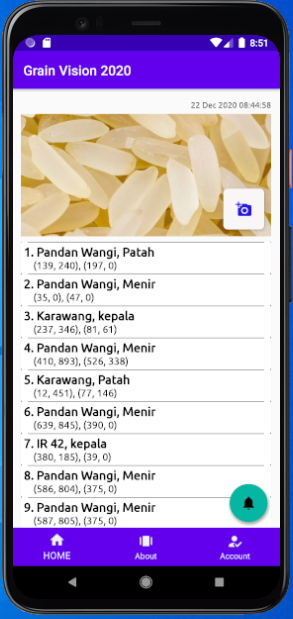 8:51
Grain Vision 2020
22 Dec 2020 08:44:58
1. Pandan Wangi, Patah
(139, 240), (197, 0)
2. Pandan Wangi, Menir
(35, 0), (47, 0)
3. Karawang, kepala
(237, 346), (81, 61)
4. Pandan Wangi, Menir
(410, 893), (526, 338)
5. Karawang, Patah
(12, 451), (77, 146)
6. Pandan Wangi, Menir
(639, 845), (390, 0)
7. IR 42, kepala
(380, 185), (39, 0)
8. Pandan Wangi, Menir
(586, 804), (375, 0)
9. Pandan Wangi, Menir
(587, 805), (375, 0)
HOME About Account